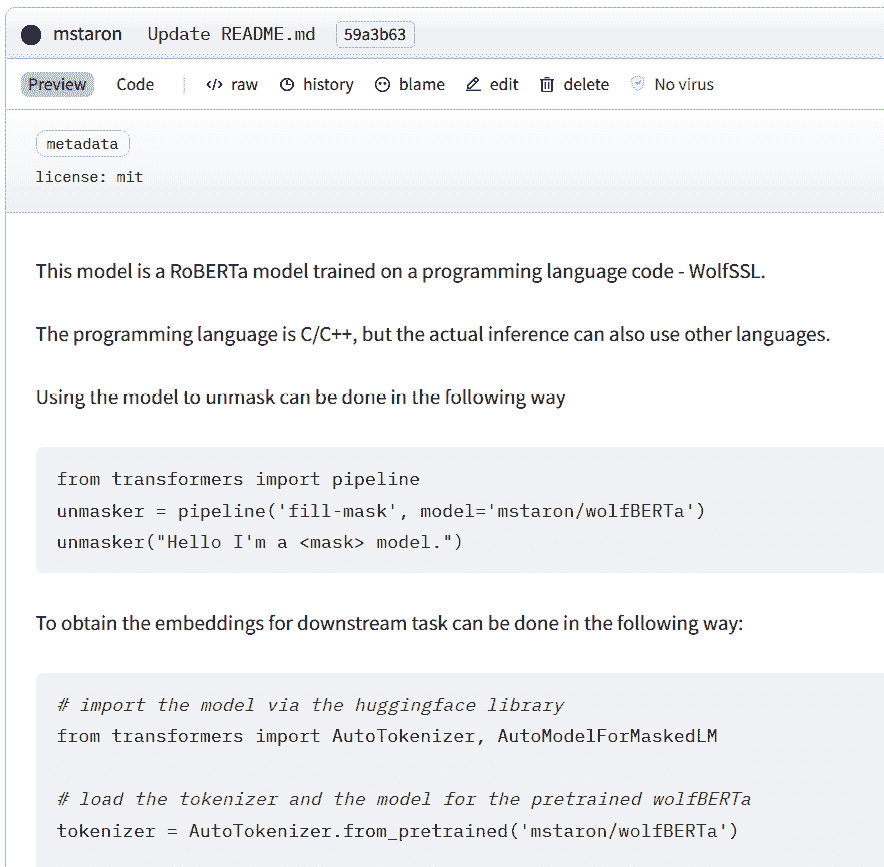 mstaron Update README.md 59a3b63
Preview Code </> raw history blame edit delete No virus
metadata
license: mit
This model is a RoBERTa model trained on a programming language code - WolfSSL.
The programming language is C/C++, but the actual inference can also use other languages.
Using the model to unmask can be done in the following way
from transformers import pipeline
unmasker = pipeline('fill-mask', model='mstaron/wolfBERTa')
unmasker("Hello I'm a <mask> model.")
To obtain the embeddings for downstream task can be done in the following way:
# import the model via the huggingface library
from transformers import AutoTokenizer, AutoModelForMaskedLM
# load the tokenizer and the model for the pretrained wolfBERTa
tokenizer = AutoTokenizer.from_pretrained('mstaron/wolfBERTa')